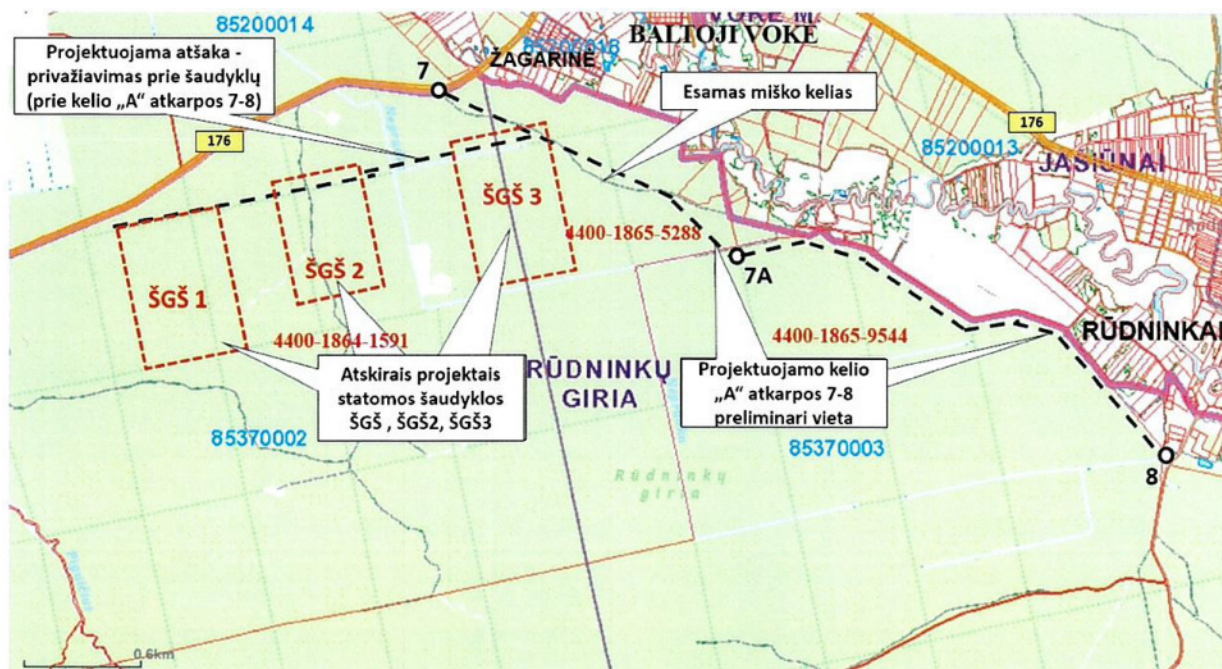 85200014
VOKĖ M.
BALTOJI VOKĖ
85200016
Projektuojama atšaka -
privažiavimas prie šaudyklų
(prie kelio „A“ atkarpos 7-8)
7
ŽAGARINĖ
Esamas miško kelias
176
176
85200013
JAŠIŪNAI
ŠGŠ 1
ŠGŠ 2
ŠGŠ 3
4400-1865-5288
7A
4400-1864-1591
4400-1865-9544
RŪDNINKAI
Atskirais projektais
statomos šaudyklos
ŠGŠ , ŠGŠ2, ŠGŠ3
RŪDNINKŲ
GIRIA
Projektuojamo kelio
„A“ atkarpos 7-8
preliminari vieta
85370002
85370003
Rūdninkų
giria
8
0.6km